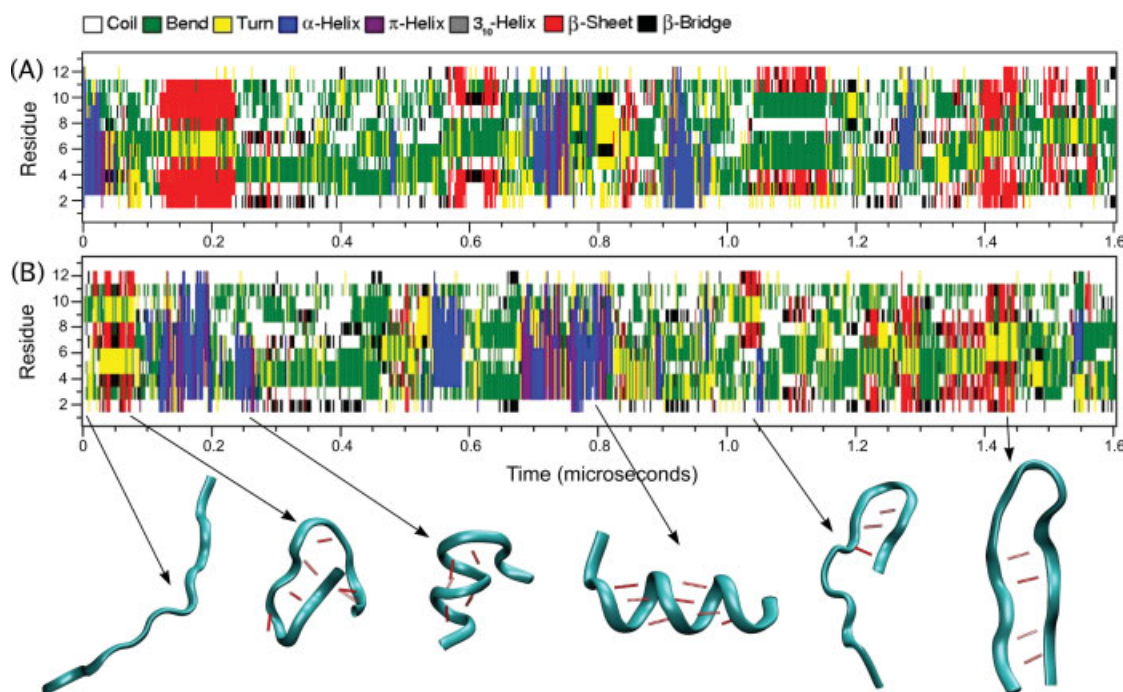 Coil Bend Turn α-Helix π-Helix 3₁₀-Helix β-Sheet β-Bridge
(A)
Residue
12
10
8
6
4
2
0 0.2 0.4 0.6 0.8 1.0 1.2 1.4 1.6
(B)
Residue
12
10
8
6
4
2
0 0.2 0.4 0.6 0.8 1.0 1.2 1.4 1.6
Time (microseconds)